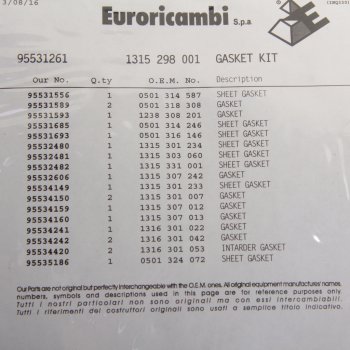 3/08/16
Euroricambi S.p.a
95531261 1315 298 001 GASKET KIT
Our No. Q.ty O.E.M. No. Description
95531556 1 0501 314 587 SHEET GASKET
95531589 2 0501 318 308 GASKET
95531593 1 1238 308 201 GASKET
95531685 1 0501 314 246 SHEET GASKET
95531693 1 0501 316 146 SHEET GASKET
95532480 1 1315 301 234 SHEET GASKET
95532481 1 1315 303 060 SHEET GASKET
95532482 1 1315 331 001 SHEET GASKET
95532606 1 1315 307 242 GASKET
95534149 1 1315 301 233 SHEET GASKET
95534150 2 1315 301 007 GASKET
95534159 1 1315 307 012 GASKET
95534160 1 1315 307 013 GASKET
95534241 1 1316 301 022 GASKET
95534242 2 1316 301 042 GASKET
95534420 2 1316 301 053 INTARDER GASKET
95535186 1 0501 324 072 SHEET GASKET
Our Parts are not original but perfectly interchangeable with the O.E.M. ones. All original equipment manufactures names,
numbers, symbols and descriptions used in this page are for reference purposes only.
Tutti i nostri particolari non sono originali ma con essi intercambiabili.
Tutti i riferimenti dei costruttori originali sono usati a semplice titolo indicativo.